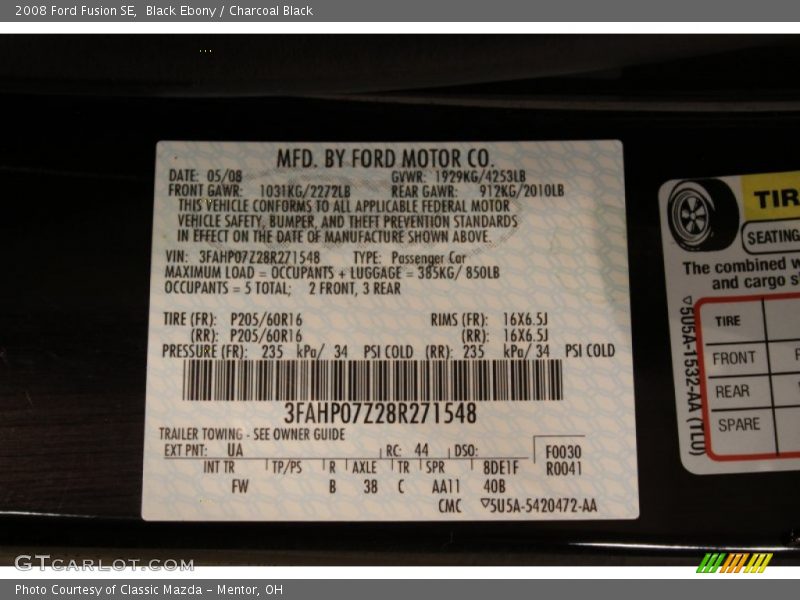 2008 Ford Fusion SE,  Black Ebony / Charcoal Black
MFD. BY FORD MOTOR CO.
DATE: 05/08 GVWR: 1929KG/4253LB
FRONT GAWR: 1031KG/2272LB REAR GAWR: 912KG/2010LB
THIS VEHICLE CONFORMS TO ALL APPLICABLE FEDERAL MOTOR
VEHICLE SAFETY, BUMPER, AND THEFT PREVENTION STANDARDS
IN EFFECT ON THE DATE OF MANUFACTURE SHOWN ABOVE.
VIN: 3FAHP07Z28R271548 TYPE: Passenger Car
MAXIMUM LOAD = OCCUPANTS + LUGGAGE = 385KG/ 850LB
OCCUPANTS = 5 TOTAL; 2 FRONT, 3 REAR
TIRE (FR): P205/60R16 RIMS (FR): 16X6.5J
(RR): P205/60R16 (RR): 16X6.5J
PRESSURE (FR): 235 kPa/ 34 PSI COLD (RR): 235 kPa/ 34 PSI COLD
3FAHP07Z28R271548
TRAILER TOWING - SEE OWNER GUIDE
EXT PNT: UA RC: 44 DSO: F0030
INT TR TP/PS R AXLE TR SPR 8DE1F R0041
FW B 38 C AA11 40B
CMC ▽5U5A-5420472-AA
TIR
SEATING
The combined w
and cargo s
▽5U5A-1532-AA (TLO)
TIRE
FRONT
REAR
SPARE
GTcarlot.com
Photo Courtesy of Classic Mazda - Mentor, OH